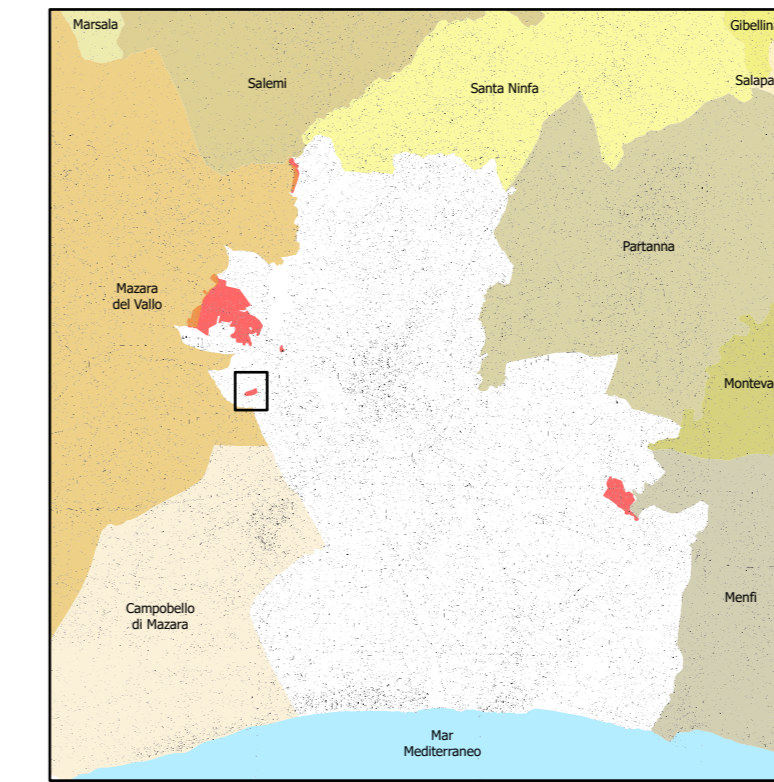 Marsala
Gibellin
Salemi
Santa Ninfa
Salapa
Partanna
Mazara
del Vallo
Monteva
Campobello
di Mazara
Menfi
Mar
Mediterraneo